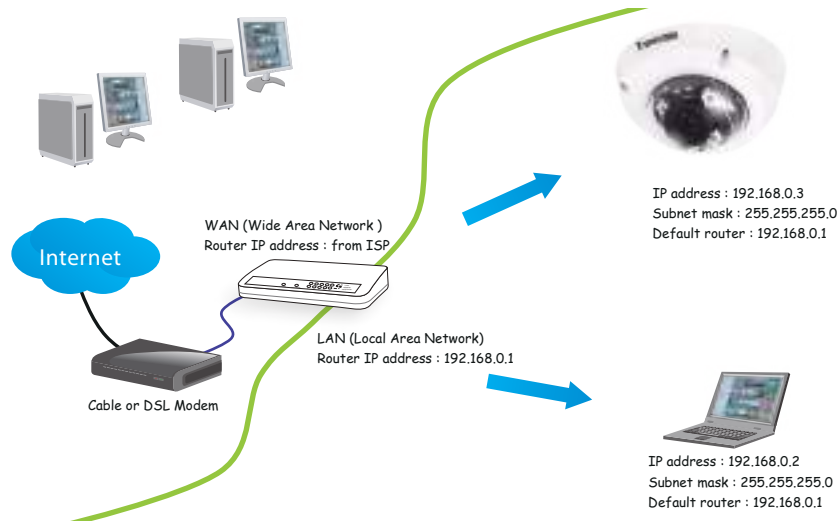 IP address : 192.168.0.3
Subnet mask : 255.255.255.0
Default router : 192.168.0.1
WAN (Wide Area Network )
Router IP address : from ISP
Internet
LAN (Local Area Network)
Router IP address : 192.168.0.1
Cable or DSL Modem
IP address : 192.168.0.2
Subnet mask : 255.255.255.0
Default router : 192.168.0.1